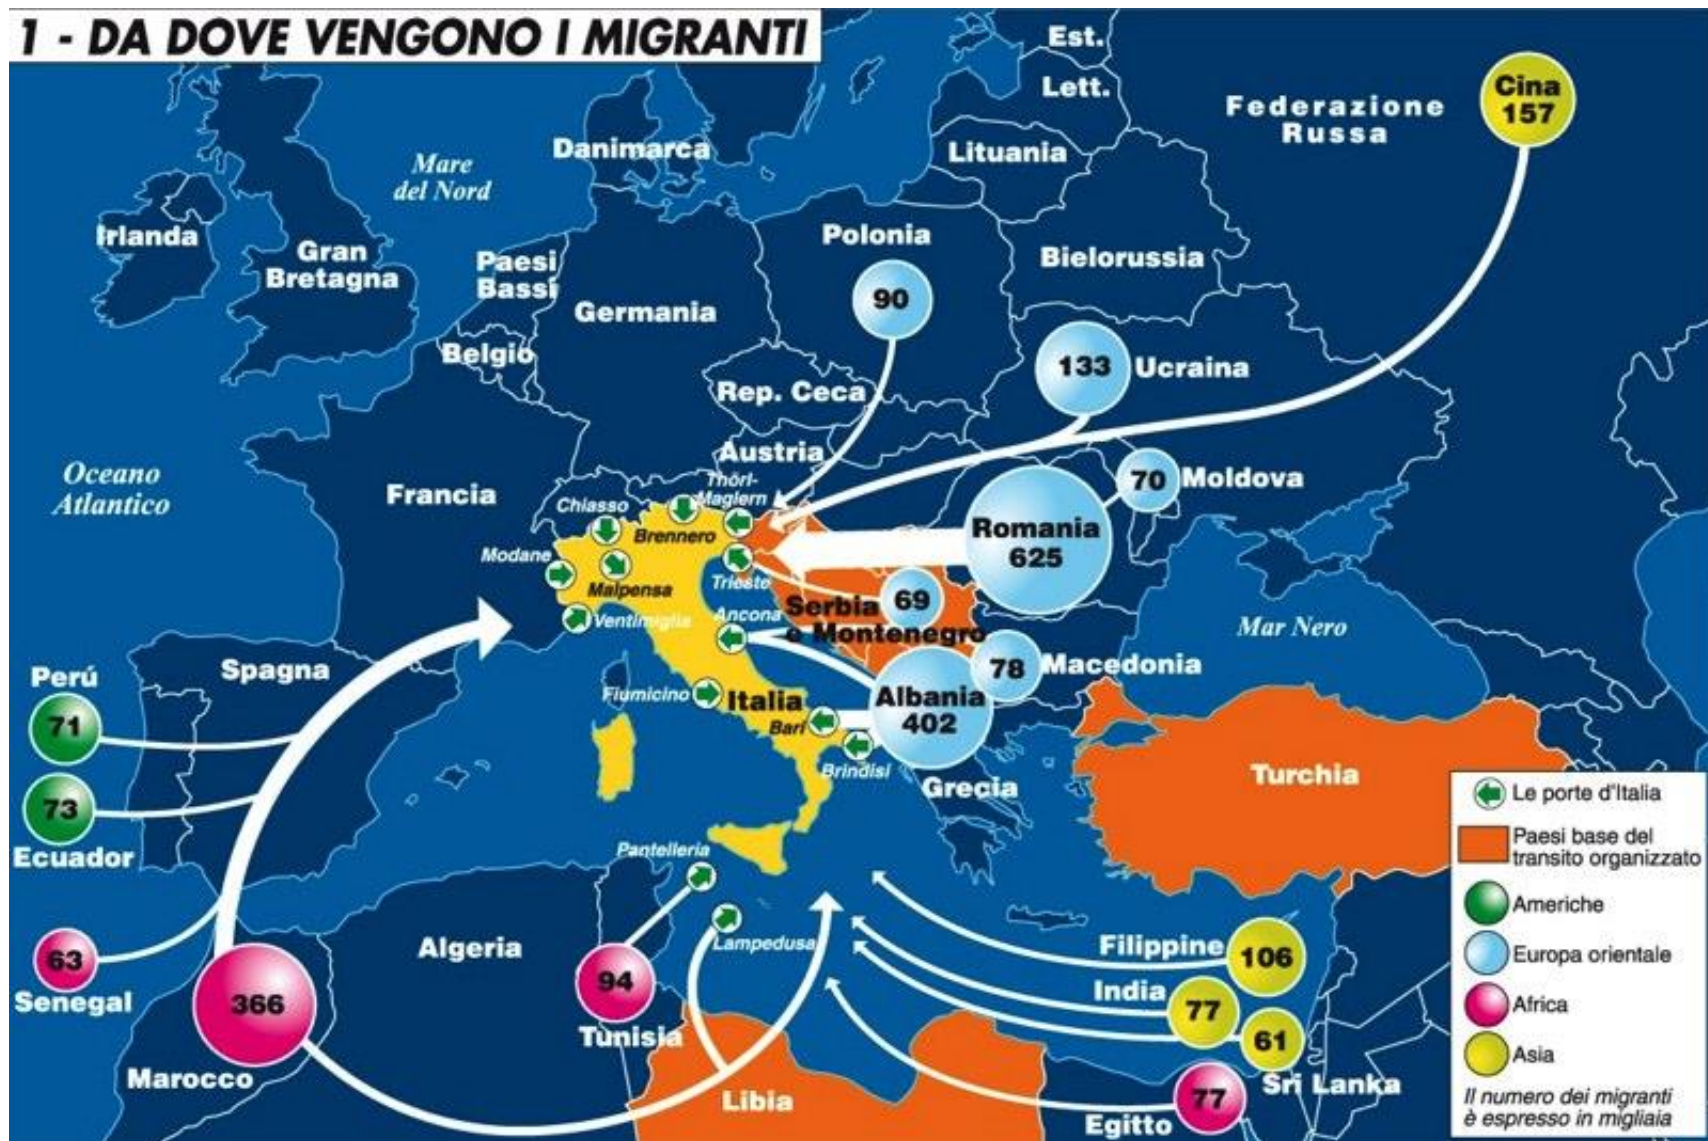 1 - DA DOVE VENGONO I MIGRANTI
Est.
Lett.
Lituania
Federazione
Russa
Cina
157
Danimarca
Mare
del Nord
Irlanda
Gran
Bretagna
Paesi
Bassi
Belgio
Germania
Polonia
90
Bielorussia
133
Ucraina
Rep. Ceca
Austria
Oceano
Atlantico
Francia
Thörl-
Maglern
Chiasso
Brennero
Modane
Malpensa
Trieste
Ventimiglia
Ancona
70
Moldova
Romania
625
Serbia
e Montenegro
69
Mar Nero
78
Macedonia
Albania
402
Perú
71
Spagna
Fiumicino
Italia
Bari
Brindisi
Grecia
Turchia
73
Ecuador
Pantelleria
Lampedusa
Algeria
63
Senegal
366
Marocco
94
Tunisia
Libia
Filippine
106
India
77
61
Sri Lanka
77
Egitto
Le porte d'Italia
Paesi base del
transito organizzato
Americhe
Europa orientale
Africa
Asia
Il numero dei migranti
è espresso in migliaia